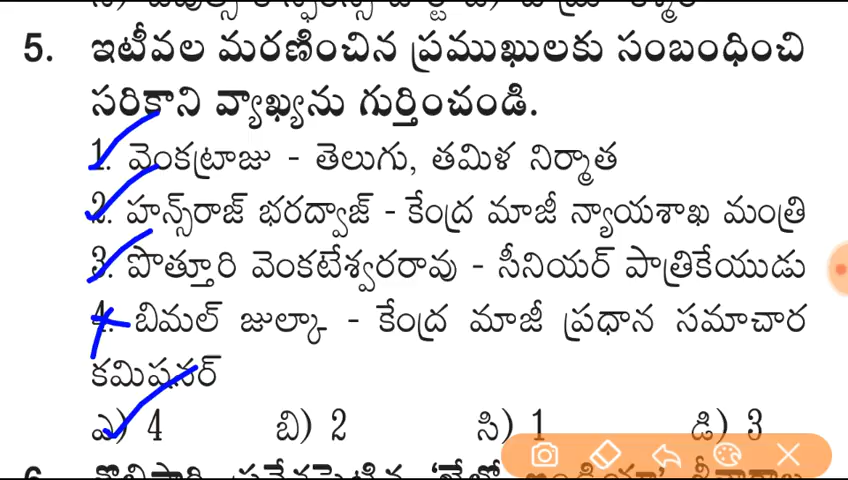 5. ఇటీవల మరణించిన ప్రముఖులకు సంబంధించి
సరికాని వ్యాఖ్యను గుర్తించండి.
1. వెంకట్రాజు - తెలుగు, తమిళ నిర్మాత
2. హన్స్‌రాజ్ భరద్వాజ్ - కేంద్ర మాజీ న్యాయశాఖ మంత్రి
3. పొత్తూరి వెంకటేశ్వరరావు - సీనియర్ పాత్రికేయుడు
4. బిమల్ జుల్కా - కేంద్ర మాజీ ప్రధాన సమాచార
కమిషనర్
ఎ) 4 బి) 2 సి) 1 డి) 3